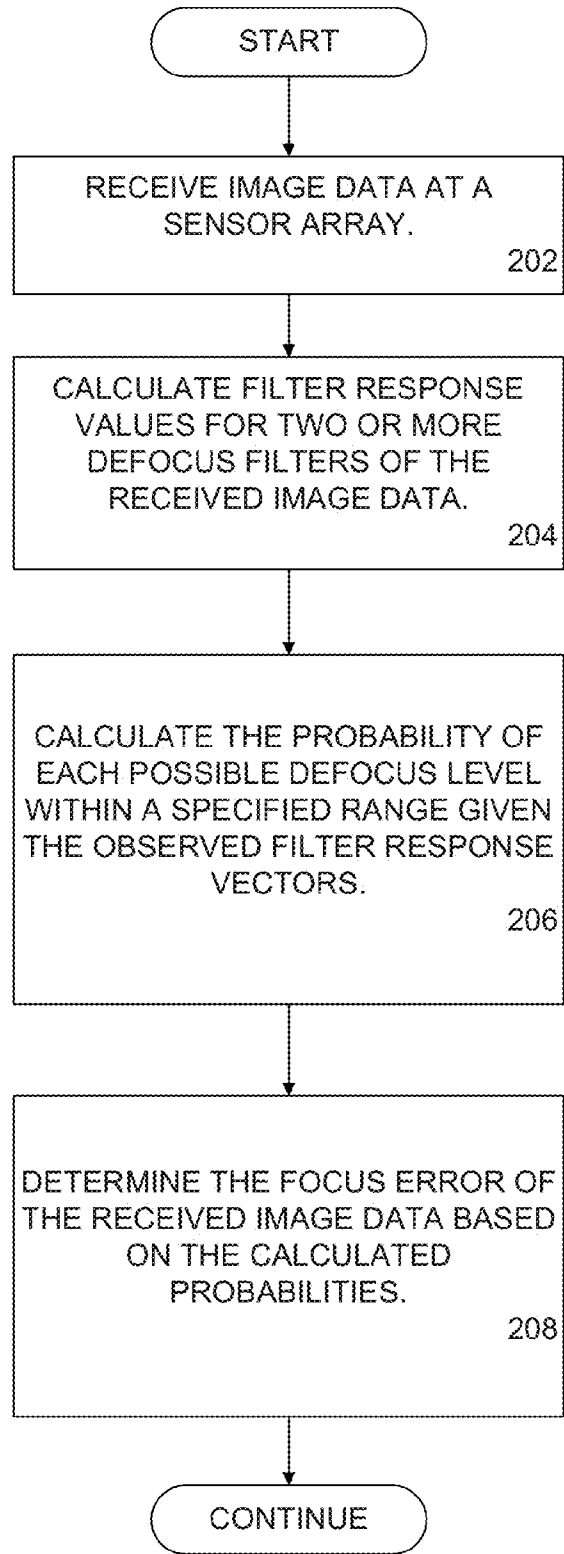 START
RECEIVE IMAGE DATA AT A
SENSOR ARRAY.
202
CALCULATE FILTER RESPONSE
VALUES FOR TWO OR MORE
DEFOCUS FILTERS OF THE
RECEIVED IMAGE DATA.
204
CALCULATE THE PROBABILITY OF
EACH POSSIBLE DEFOCUS LEVEL
WITHIN A SPECIFIED RANGE GIVEN
THE OBSERVED FILTER RESPONSE
VECTORS.
206
DETERMINE THE FOCUS ERROR OF
THE RECEIVED IMAGE DATA BASED
ON THE CALCULATED
PROBABILITIES.
208
CONTINUE